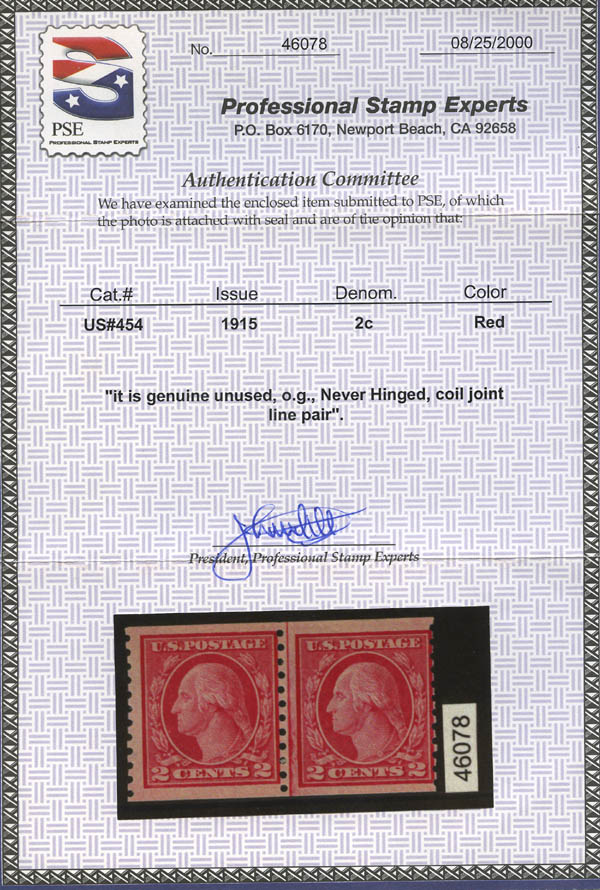 No. 46078 08/25/2000
PSE
PROFESSIONAL STAMP EXPERTS
Professional Stamp Experts
P.O. Box 6170, Newport Beach, CA 92658
Authentication Committee
We have examined the enclosed item submitted to PSE, of which
the photo is attached with seal and are of the opinion that:
Cat.# Issue Denom. Color
US#454 1915 2c Red
"it is genuine unused, o.g., Never Hinged, coil joint
line pair".
President, Professional Stamp Experts
U.S. POSTAGE U.S. POSTAGE
2 CENTS 2 2 CENTS 2
46078